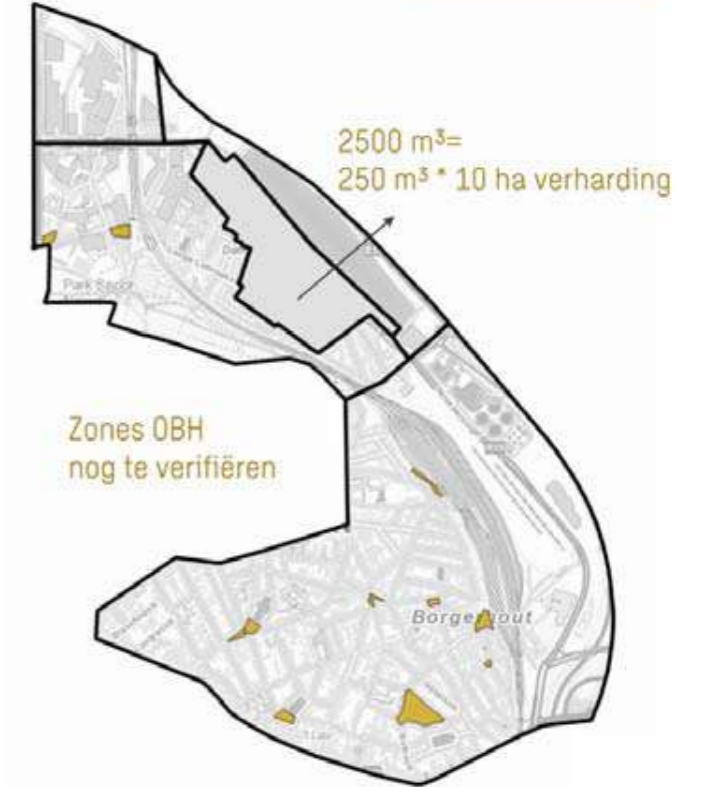 2500 m³=
250 m³ * 10 ha verharding
Park Spoor
Zones OBH
nog te verifiëren
Borgerhout